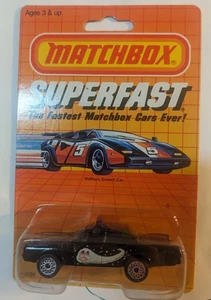 Ages 3 & up
MATCHBOX
SUPERFAST
The Fastest Matchbox Cars Ever!
5
5